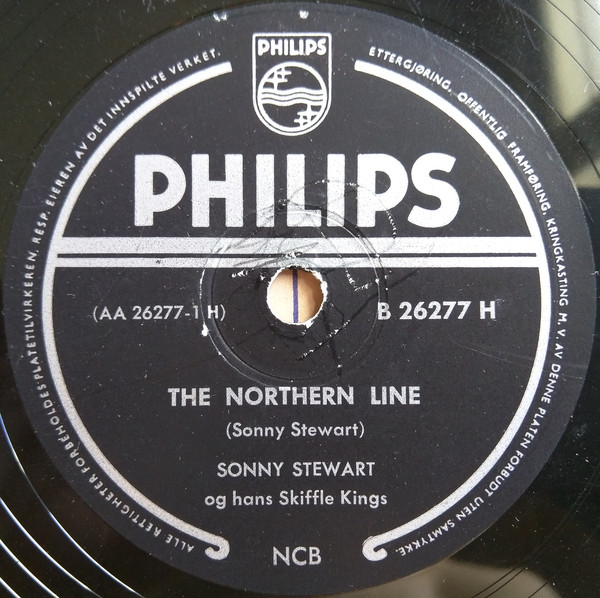 PHILIPS
PHILIPS
(AA 26277-1 H)
B 26277 H
THE NORTHERN LINE
(Sonny Stewart)
SONNY STEWART
og hans Skiffle Kings
NCB
ALLE RETTIGHETER FORBEHOLDES PLATETILVIRKEREN, RESP. EIEREN AV DET INNSPILTE VERKET.
ETTERGJØRING, OFFENTLIG FRAMFØRING, KRINGKASTING M. V. AV DENNE PLATEN FORBUDT UTEN SAMTYKKE.